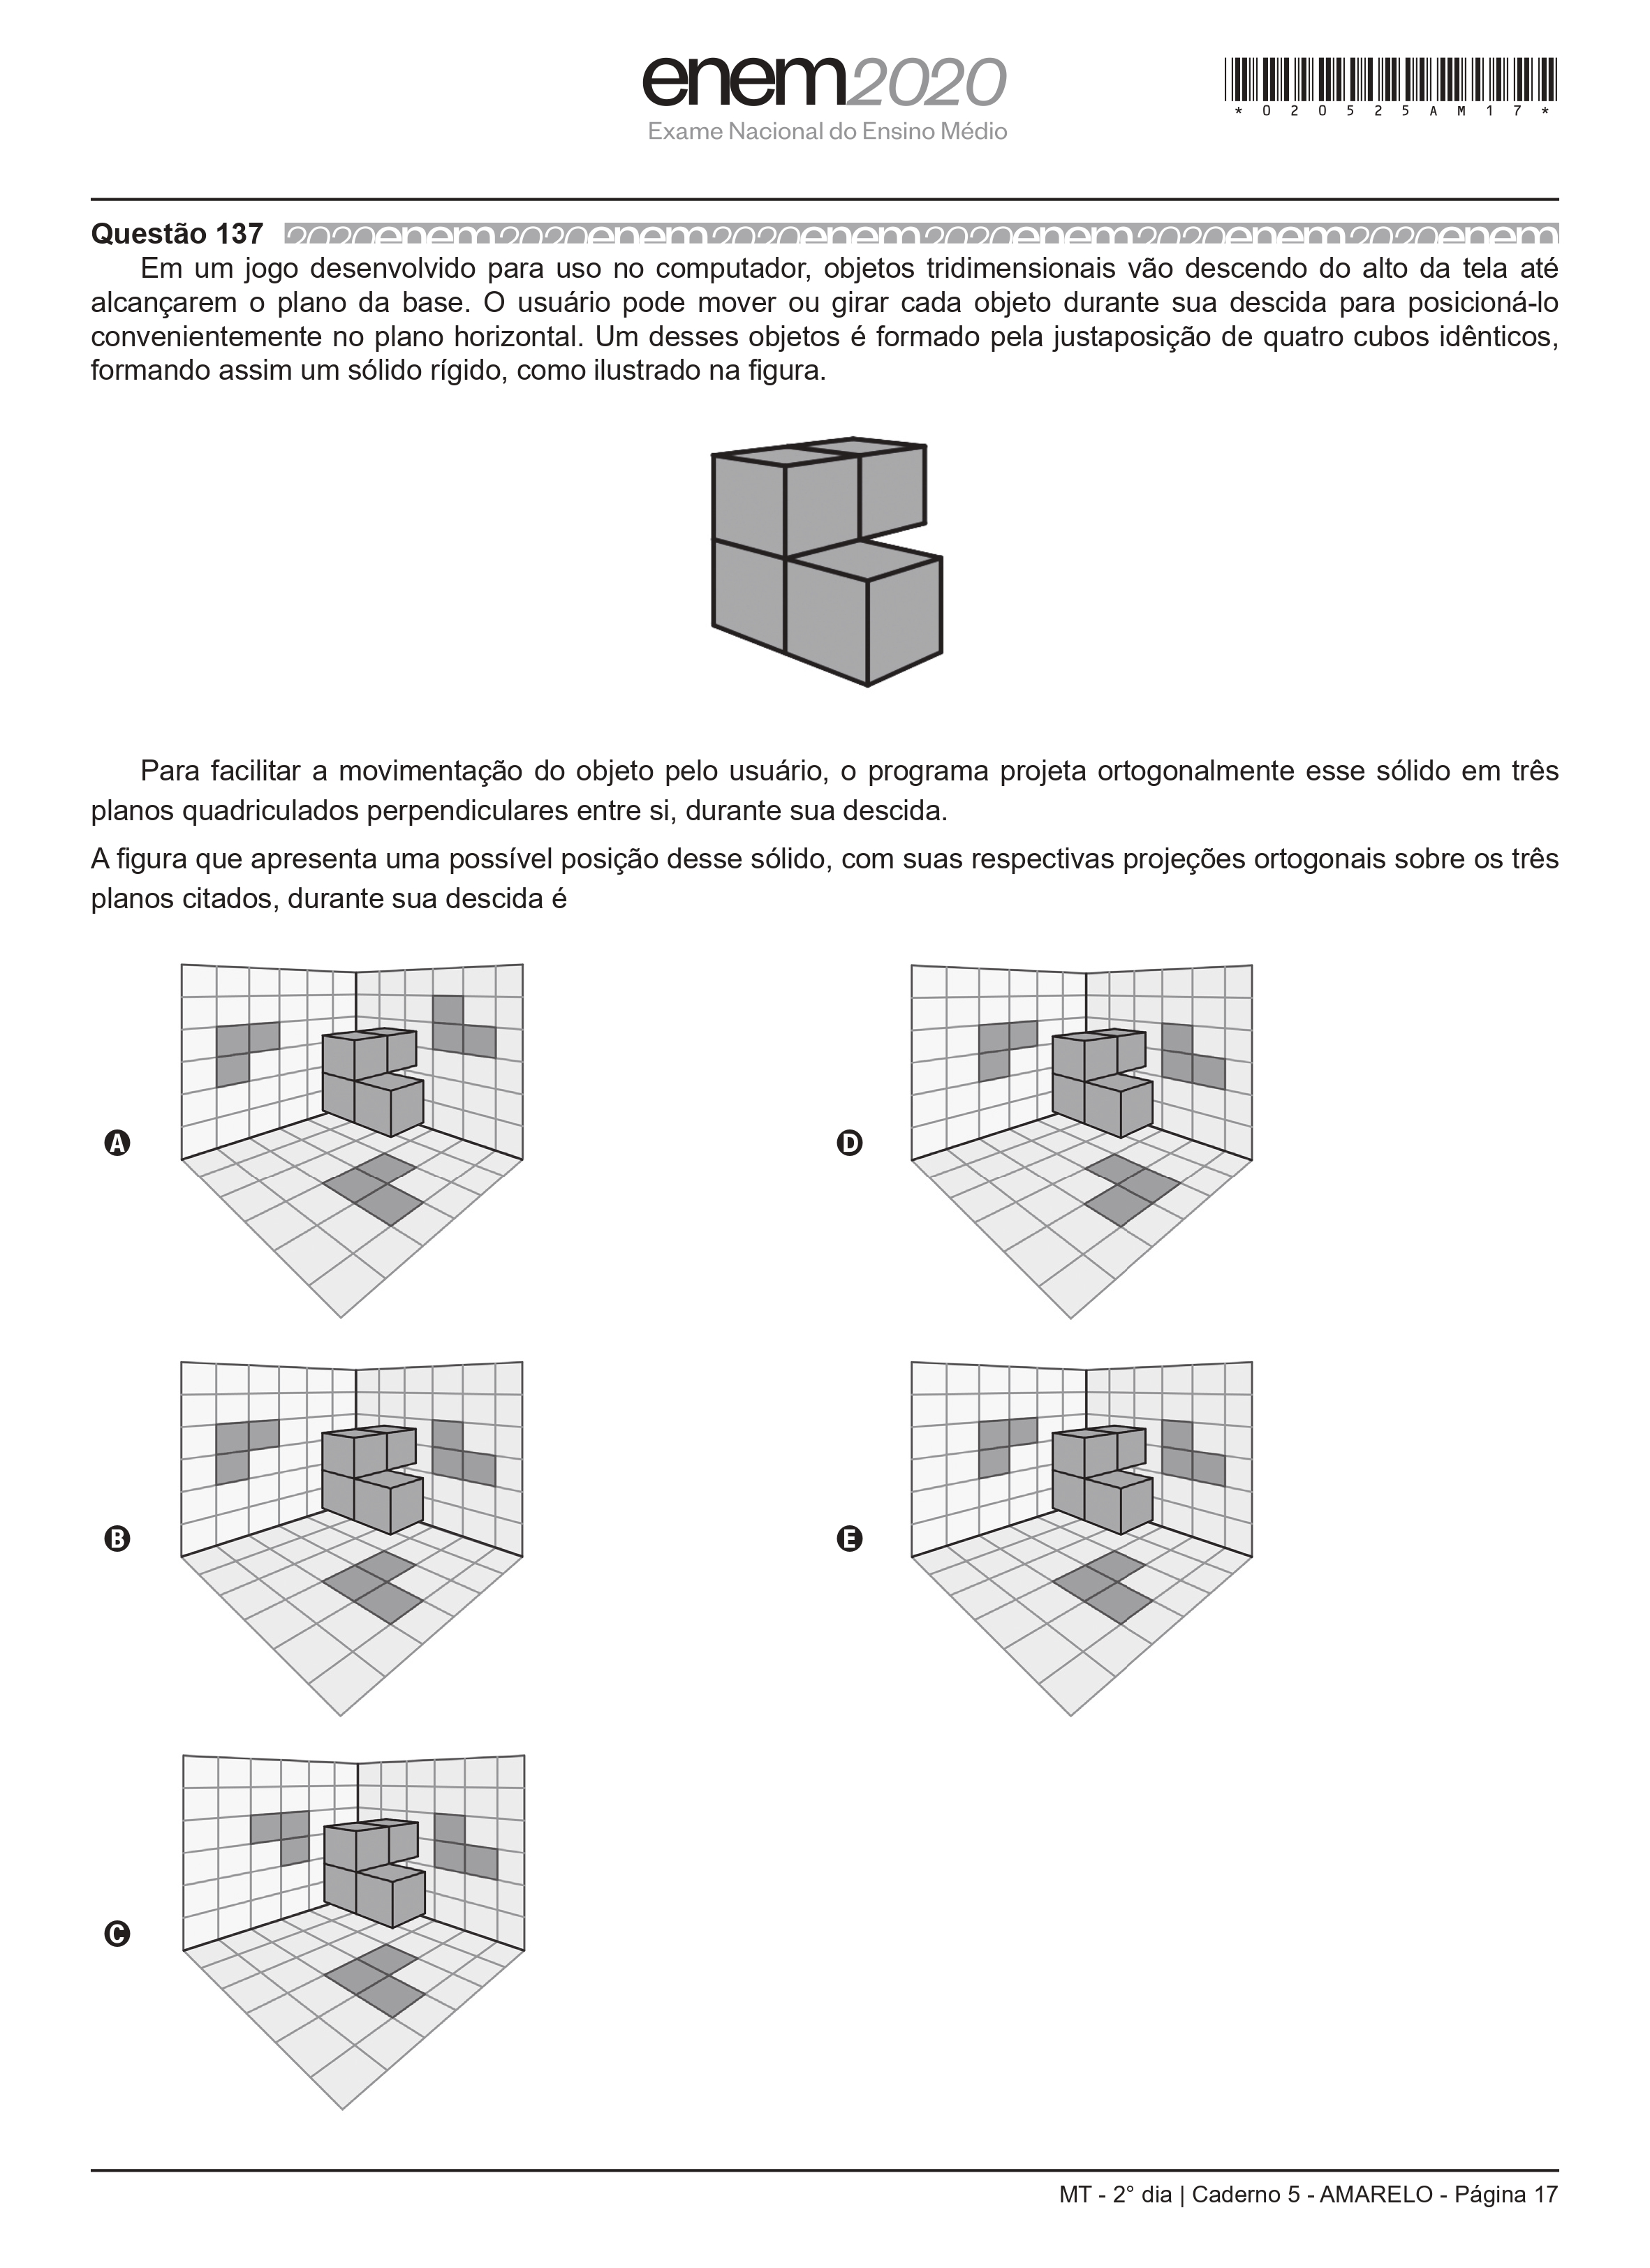 enem2020
Exame Nacional do Ensino Médio
*020525AM17*
Questão 137 2020enem2020enem2020enem2020enem2020enem2020enem
Em um jogo desenvolvido para uso no computador, objetos tridimensionais vão descendo do alto da tela até
alcançarem o plano da base. O usuário pode mover ou girar cada objeto durante sua descida para posicioná-lo
convenientemente no plano horizontal. Um desses objetos é formado pela justaposição de quatro cubos idênticos,
formando assim um sólido rígido, como ilustrado na figura.
Para facilitar a movimentação do objeto pelo usuário, o programa projeta ortogonalmente esse sólido em três
planos quadriculados perpendiculares entre si, durante sua descida.
A figura que apresenta uma possível posição desse sólido, com suas respectivas projeções ortogonais sobre os três
planos citados, durante sua descida é
A
D
B
E
C
MT - 2° dia | Caderno 5 - AMARELO - Página 17